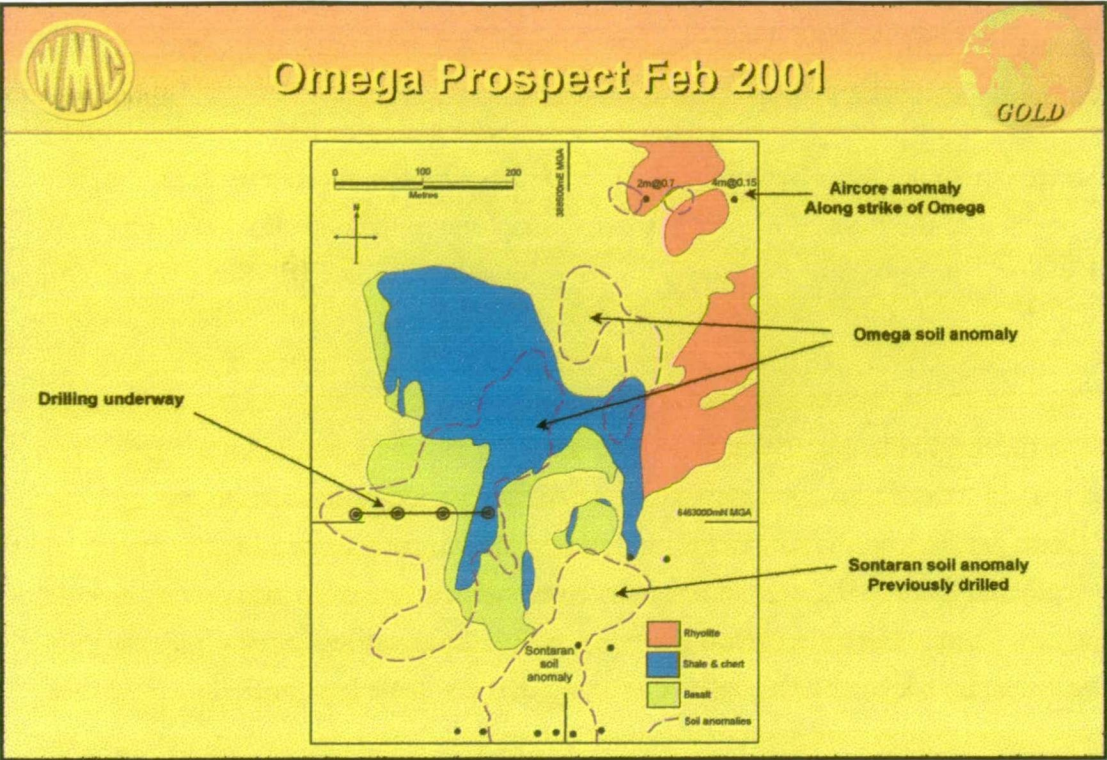 WMC
Omega Prospect Feb 2001
GOLD
0 100 200
Metres
N
2m@0.7 4m@0.15
Aircore anomaly
Along strike of Omega
Omega soil anomaly
Drilling underway
6463000mN MGA
Sontaran soil anomaly
Previously drilled
Sontaran
soil
anomaly
Rhyolite
Shale & chert
Basalt
Soil anomalies